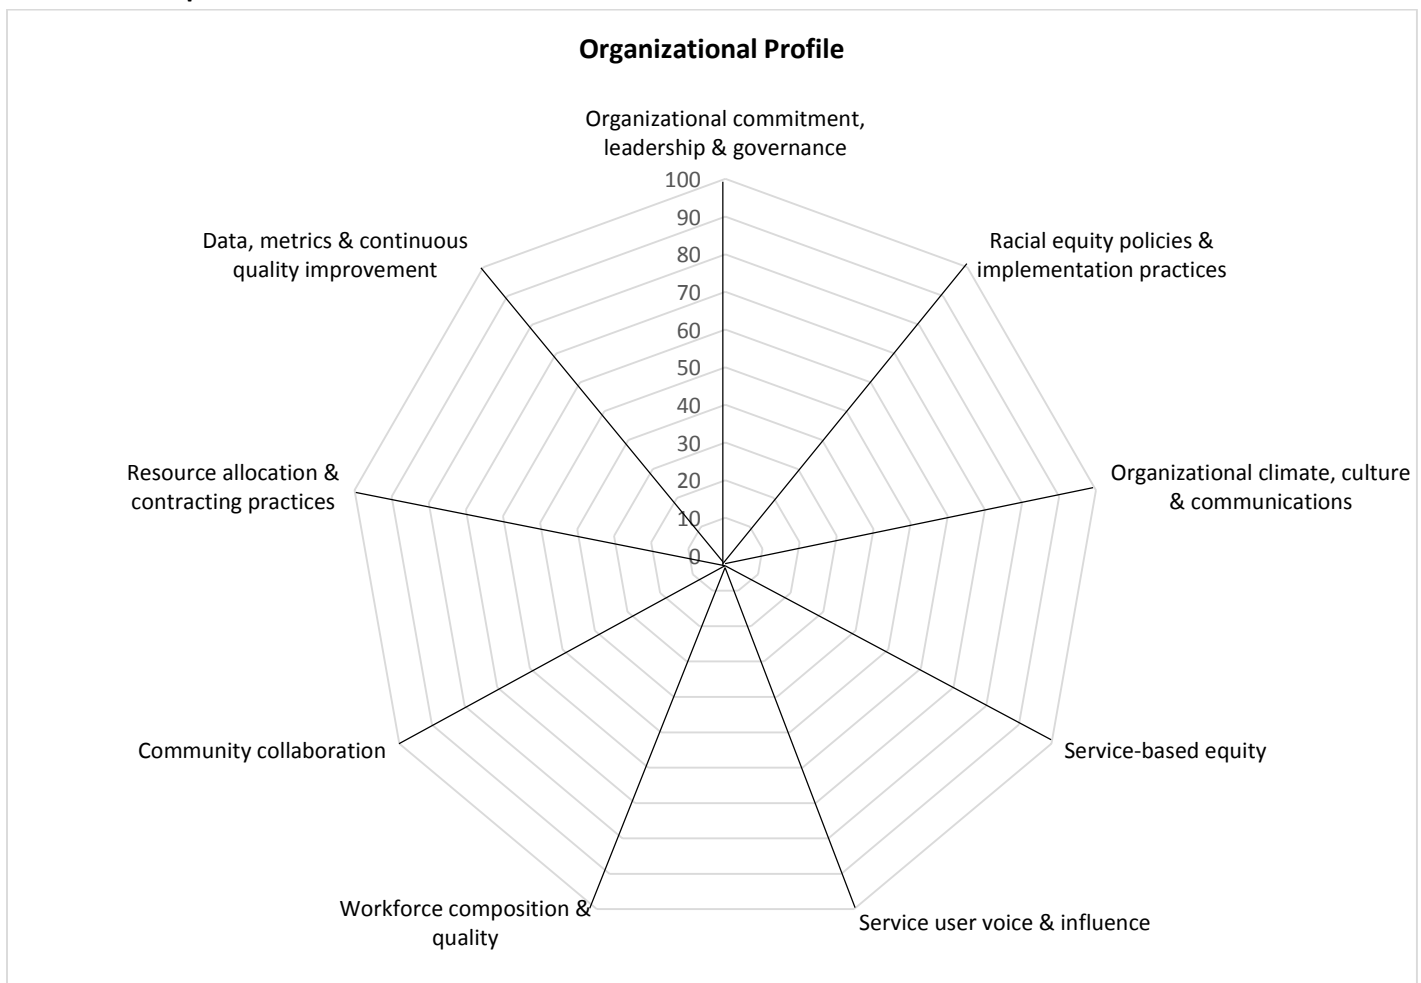 Organizational Profile
Organizational commitment,
leadership & governance
100
90
80
70
60
50
40
30
20
10
0
Racial equity policies &
implementation practices
Organizational climate, culture
& communications
Service-based equity
Service user voice & influence
Workforce composition &
quality
Community collaboration
Resource allocation &
contracting practices
Data, metrics & continuous
quality improvement